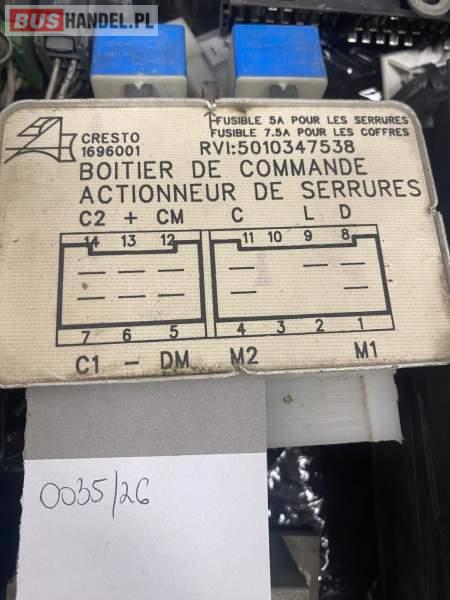 BUSHANDEL.PL
FUSIBLE 5A POUR LES SERRURES
FUSIBLE 7.5A POUR LES COFFRES
CRESTO
1696001
RVI:5010347538
BOITIER DE COMMANDE
ACTIONNEUR DE SERRURES
C2 + CM C L D
14 13 12 11 10 9 8
7 6 5 4 3 2 1
C1 - DM M2 M1
0035/26